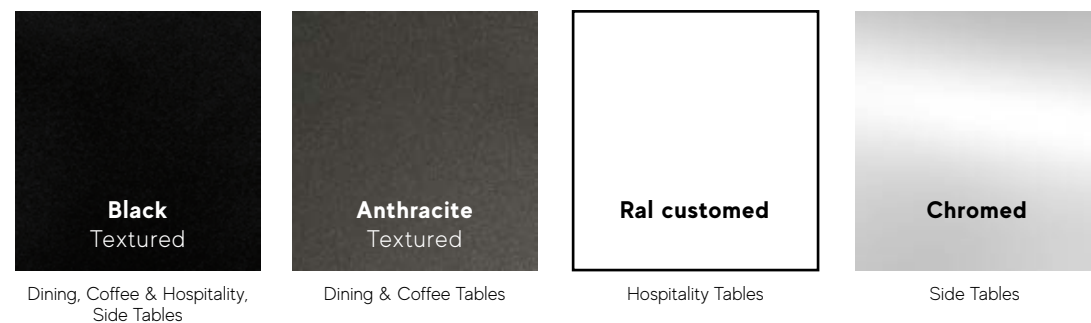 Black
Textured
Dining, Coffee & Hospitality,
Side Tables
Anthracite
Textured
Dining & Coffee Tables
Ral customed
Hospitality Tables
Chromed
Side Tables